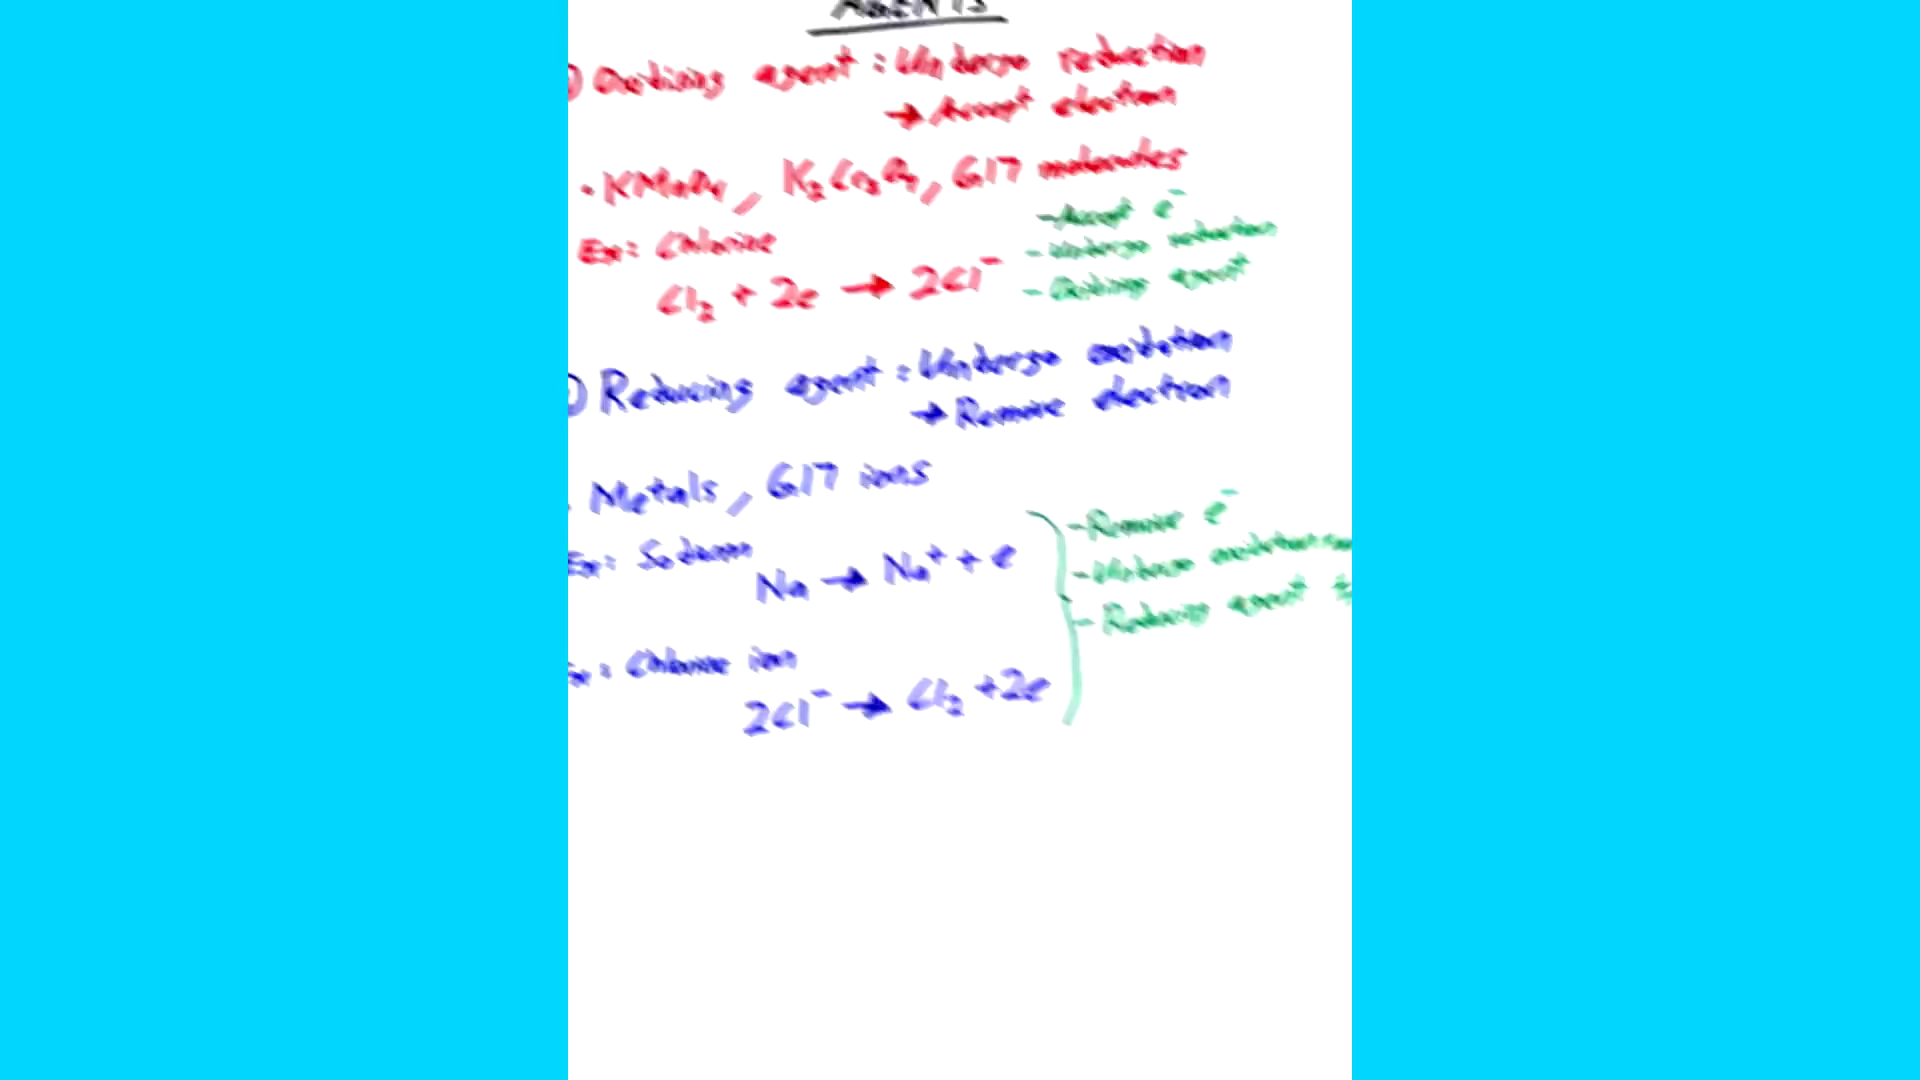 AGENTS
) Oxidising agent : Undergo reduction
→ Accept electron
• KMnO4, K2Cr2O7, G17 molecules
- Accept e-
Ex: Chlorine
- Undergo reduction
Cl2 + 2e → 2Cl-
- Oxidising agent
) Reducing agent : Undergo oxidation
→ Remove electron
. Metals, G17 ions
Ex: Sodium
- Remove e-
Na → Na+ + e
- Undergo oxidation
- Reducing agent
Ex: Chlorine ion
2Cl- → Cl2 + 2e